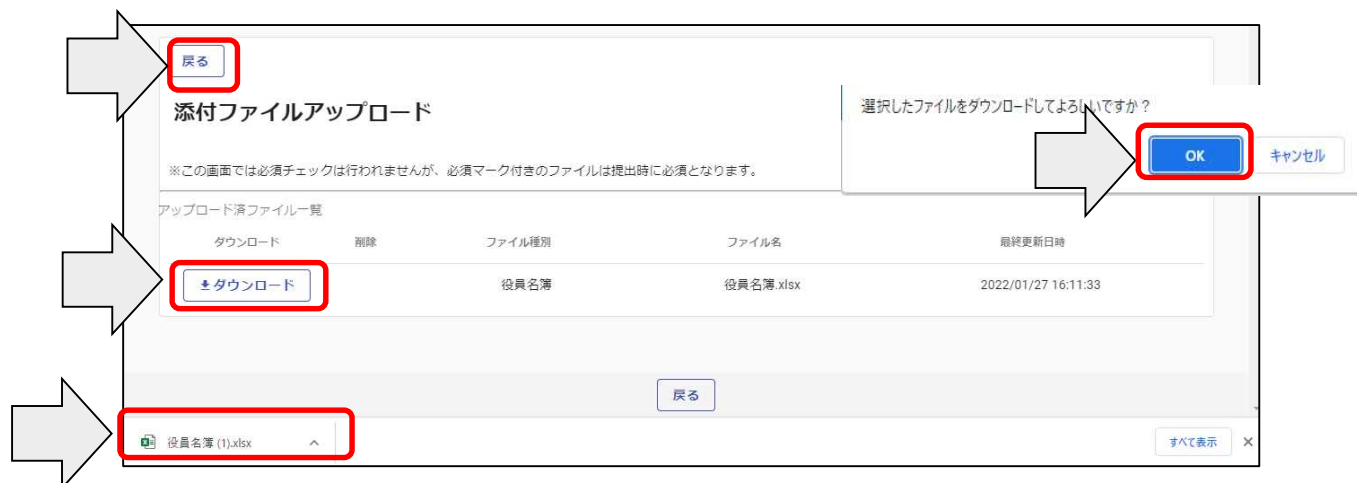 戻る
添付ファイルアップロード
選択したファイルをダウンロードしてよろしいですか？
OK キャンセル
※この画面では必須チェックは行われませんが、必須マーク付きのファイルは提出時に必須となります。
アップロード済ファイル一覧
ダウンロード 削除 ファイル種別 ファイル名 最終更新日時
ダウンロード 役員名簿 役員名簿.xlsx 2022/01/27 16:11:33
戻る
役員名簿 (1).xlsx すべて表示